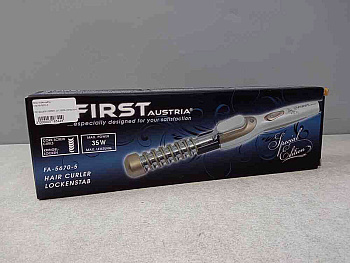 FIRST
AUSTRIA®
especially designed for your satisfaction
MAX. POWER
35W
FA-5670-5
HAIR CURLER
LOCKENSTAB
Special
Edition